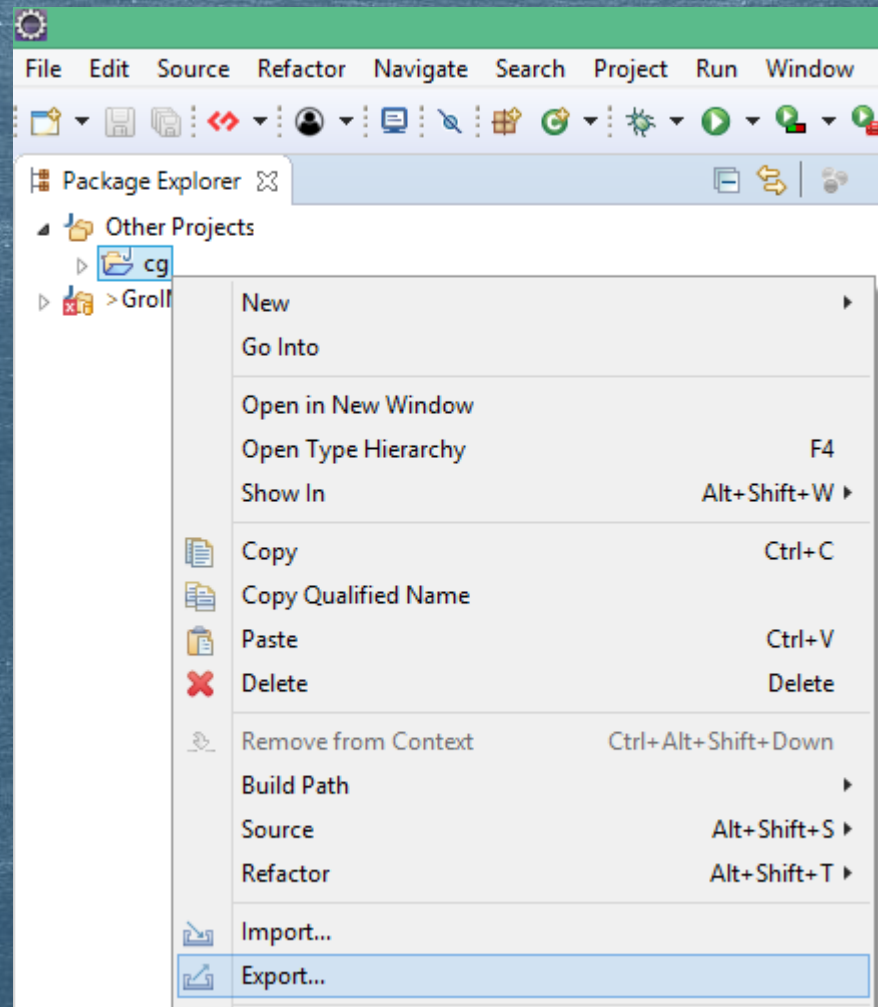 File Edit Source Refactor Navigate Search Project Run Window
Package Explorer
Other Projects
cg
New
Go Into
Open in New Window
Open Type Hierarchy F4
Show In Alt+Shift+W
Copy Ctrl+C
Copy Qualified Name
Paste Ctrl+V
Delete Delete
Remove from Context Ctrl+Alt+Shift+Down
Build Path
Source Alt+Shift+S
Refactor Alt+Shift+T
Import...
Export...